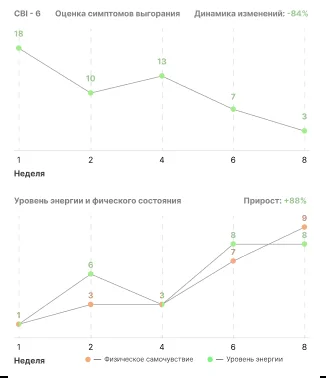 CBI - 6 Оценка симптомов выгорания Динамика изменений: -84%
18
10
13
7
3
1 2 4 6 8
Неделя
Уровень энергии и фического состояния Прирост: +88%
9
8 8
7
6
3 3
1
1 2 4 6 8
Неделя
Физическое самочувствие Уровень энергии